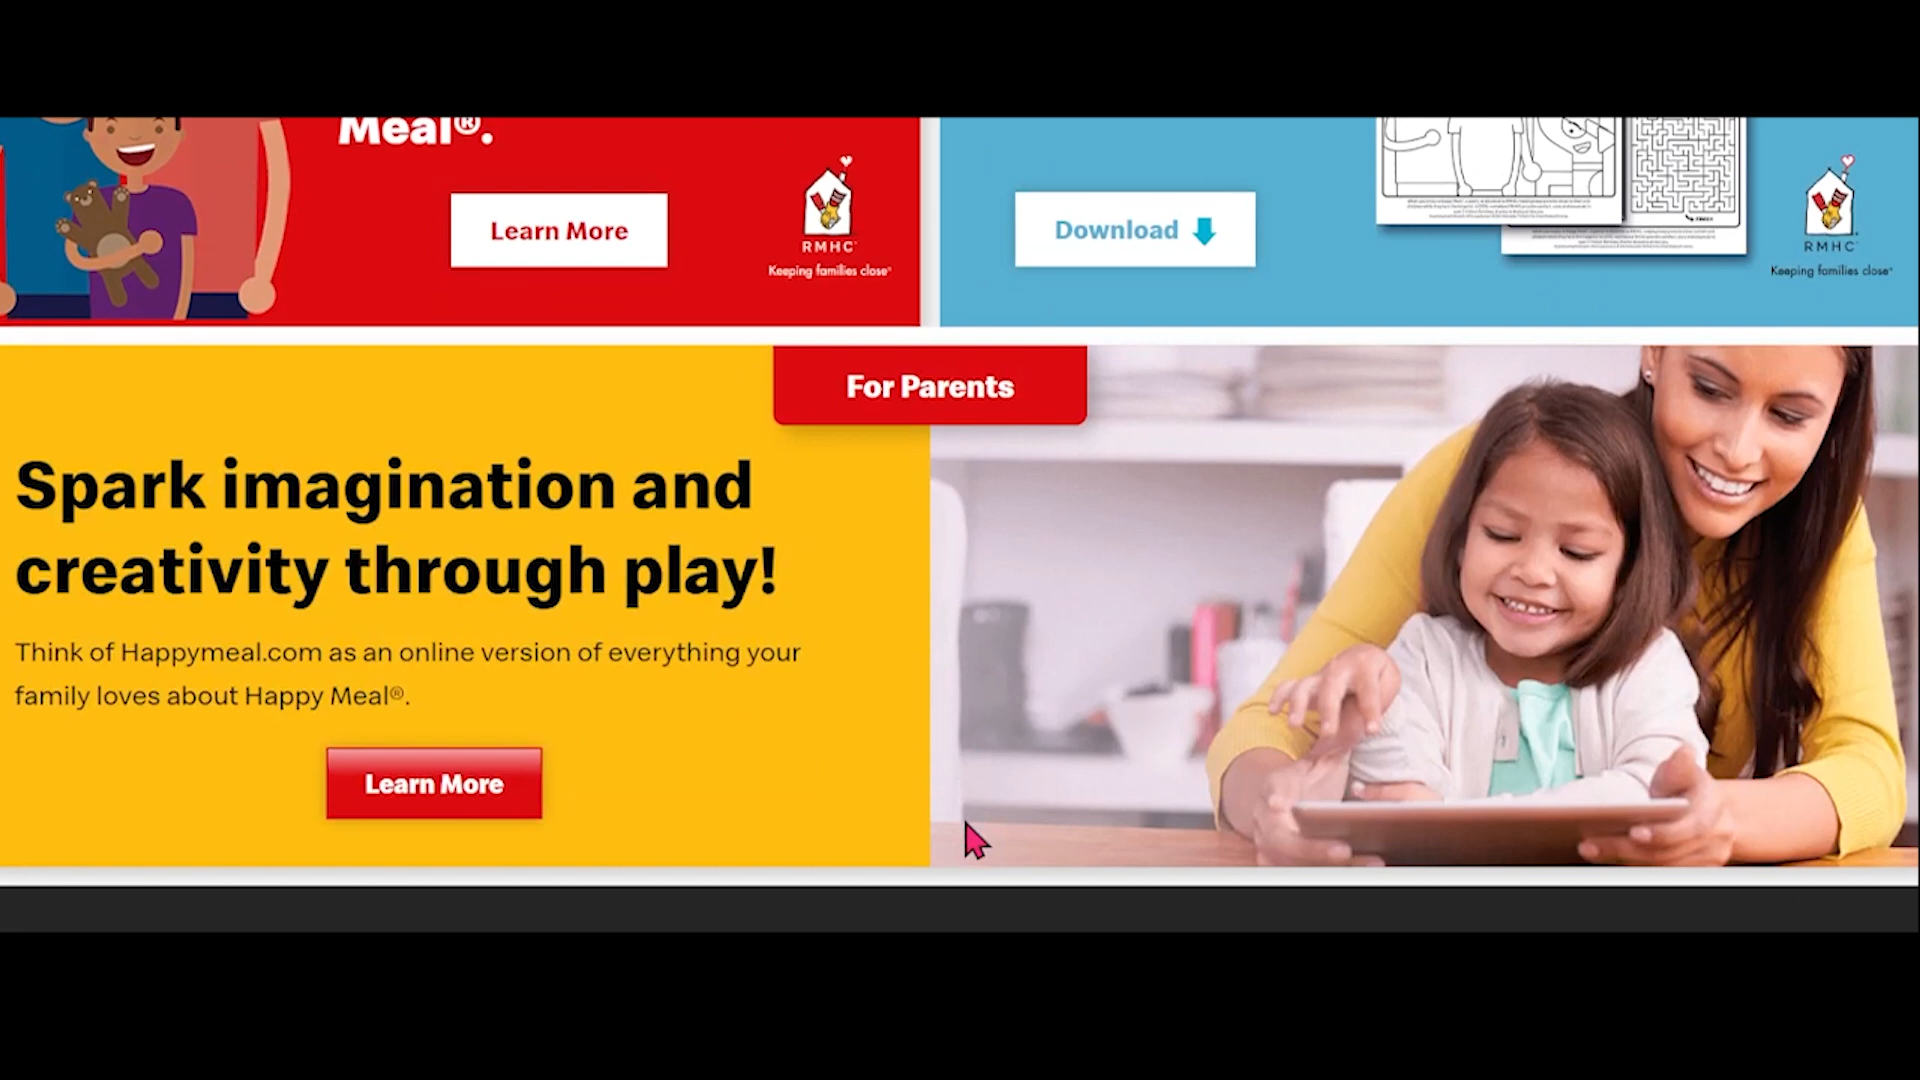 Meal®.
Learn More
RMHC
Keeping families close®
Download
RMHC
Keeping families close®
For Parents
Spark imagination and
creativity through play!
Think of Happymeal.com as an online version of everything your
family loves about Happy Meal®.
Learn More